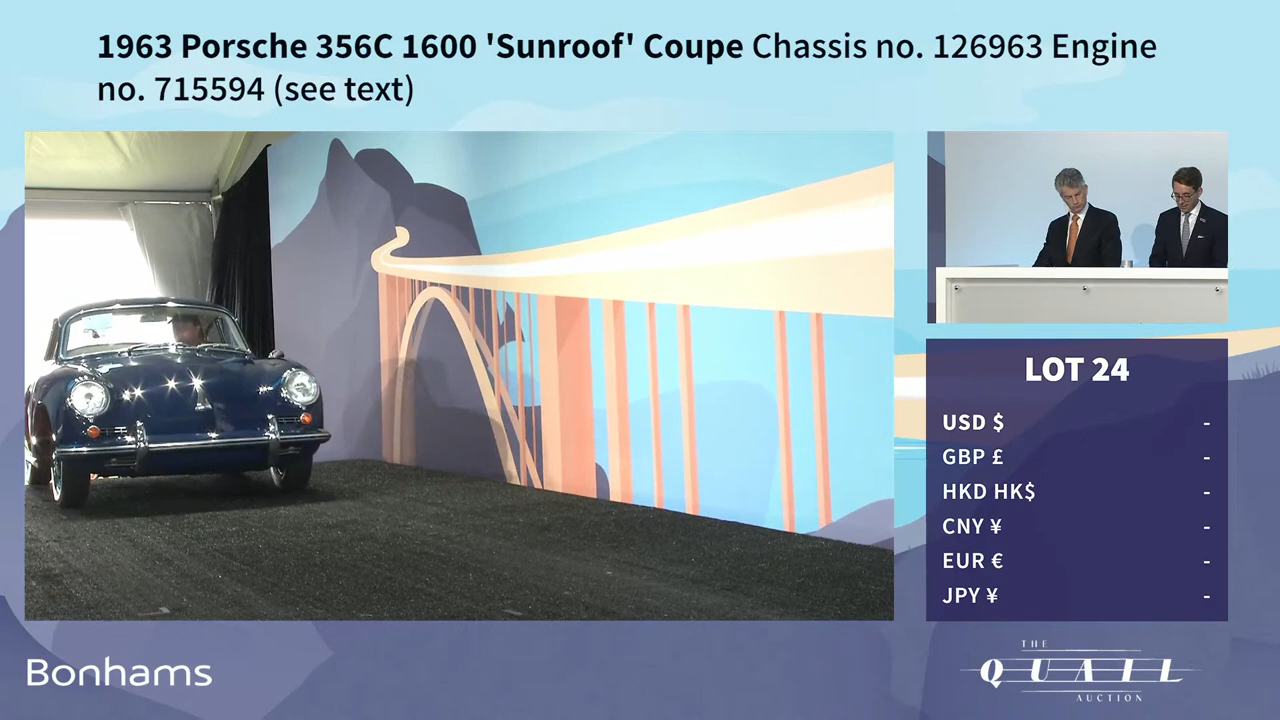 1963 Porsche 356C 1600 'Sunroof' Coupe Chassis no. 126963 Engine
no. 715594 (see text)
LOT 24
USD $ -
GBP £ -
HKD HK$ -
CNY ¥ -
EUR € -
JPY ¥ -
Bonhams
THE
QUAIL
AUCTION